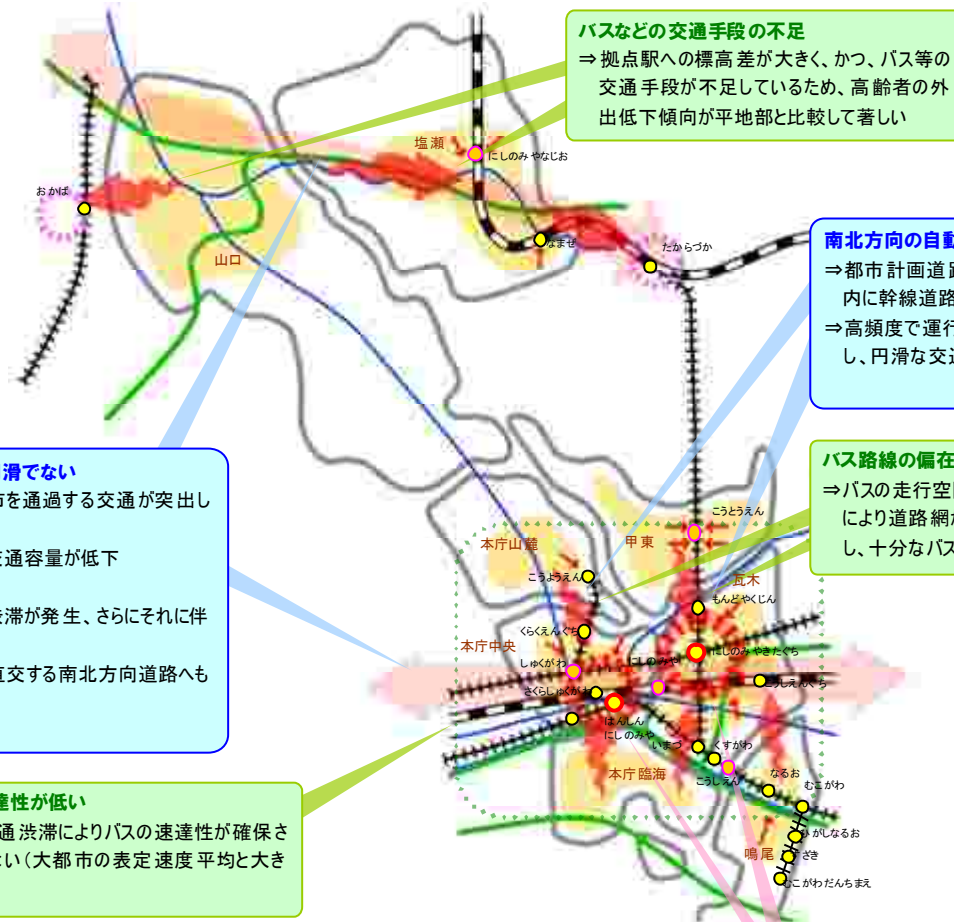 バスなどの交通手段の不足
⇒拠点駅への標高差が大きく、かつ、バス等の
交通手段が不足しているため、高齢者の外
出低下傾向が平地部と比較して著しい
塩瀬
にしのみやなじお
おかば
なまぜ
たからづか
山口
南北方向の自動
⇒都市計画道路
内に幹線道路
⇒高頻度で運行
し、円滑な交通
滑でない
市を通過する交通が突出し
交通容量が低下
渋滞が発生、さらにそれに伴
直交する南北方向道路へも
バス路線の偏在
⇒バスの走行空間
により道路網が
し、十分なバス
こうとうえん
本庁山麓
甲東
こうようえん
瓦木
もんどやくじん
くらくえんぐち
本庁中央
しゅくがわ
にしのみや
にしのみやきたぐち
さくらしゅくがわ
こうしえんぐち
はんしん
にしのみや
いまづ
くすがわ
本庁臨海
こうしえん
なるお
むこがわ
達性が低い
通渋滞によりバスの速達性が確保さ
ない（大都市の表定速度平均と大き
ひがしなるお
鳴尾
すざき
むこがわだんちまえ